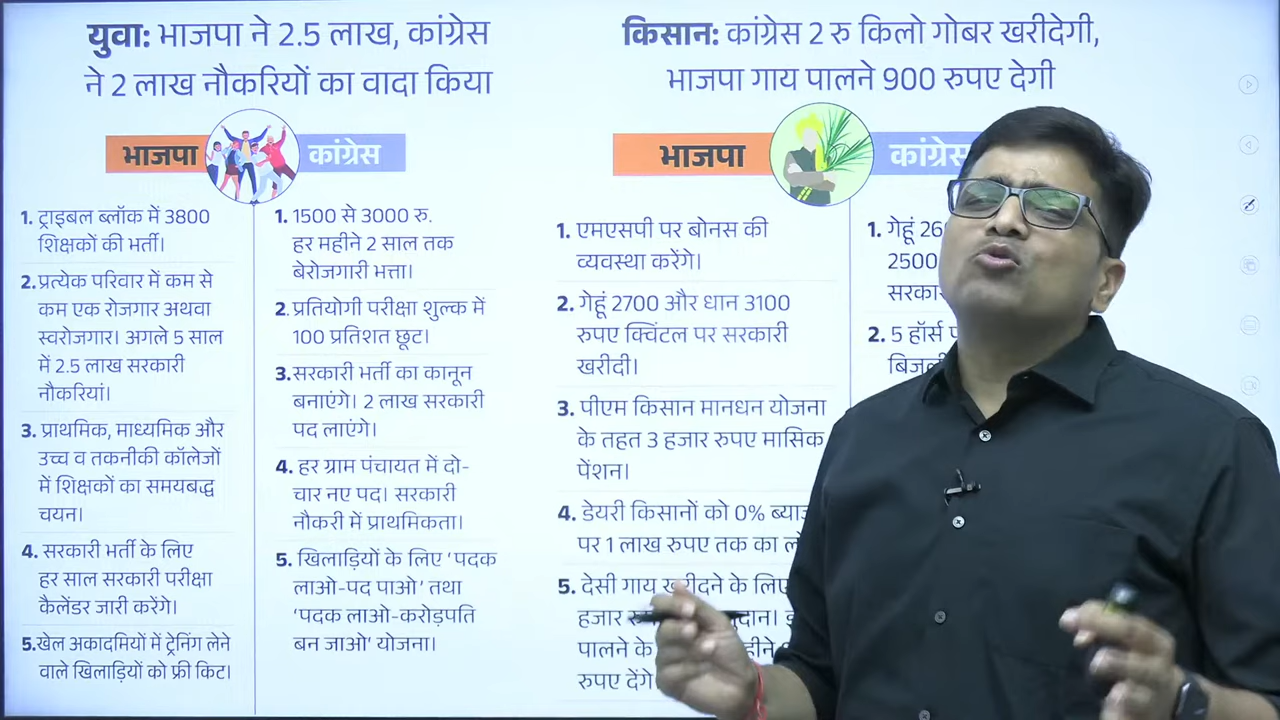 युवा: भाजपा ने 2.5 लाख, कांग्रेस
ने 2 लाख नौकरियों का वादा किया
भाजपा
कांग्रेस
1. ट्राइबल ब्लॉक में 3800
शिक्षकों की भर्ती।
2.प्रत्येक परिवार में कम से
कम एक रोजगार अथवा
स्वरोजगार। अगले 5 साल
में 2.5 लाख सरकारी
नौकरियां।
3. प्राथमिक, माध्यमिक और
उच्च व तकनीकी कॉलेजों
में शिक्षकों का समयबद्ध
चयन।
4. सरकारी भर्ती के लिए
हर साल सरकारी परीक्षा
कैलेंडर जारी करेंगे।
5.खेल अकादमियों में ट्रेनिंग लेने
वाले खिलाड़ियों को फ्री किट।
1. 1500 से 3000 रु.
हर महीने 2 साल तक
बेरोजगारी भत्ता।
2. प्रतियोगी परीक्षा शुल्क में
100 प्रतिशत छूट।
3.सरकारी भर्ती का कानून
बनाएंगे। 2 लाख सरकारी
पद लाएंगे।
4. हर ग्राम पंचायत में दो-
चार नए पद। सरकारी
नौकरी में प्राथमिकता।
5. खिलाड़ियों के लिए 'पदक
लाओ-पद पाओ' तथा
'पदक लाओ-करोड़पति
बन जाओ' योजना।
किसान: कांग्रेस 2 रु किलो गोबर खरीदेगी,
भाजपा गाय पालने 900 रुपए देगी
भाजपा
कांग्रेस
1. एमएसपी पर बोनस की
व्यवस्था करेंगे।
2. गेहूं 2700 और धान 3100
रुपए क्विंटल पर सरकारी
खरीदी।
3. पीएम किसान मानधन योजना
के तहत 3 हजार रुपए मासिक
पेंशन।
4. डेयरी किसानों को 0% ब्याज
पर 1 लाख रुपए तक का
5. देसी गाय खरीदने के लिए
हजार
पालने के
रुपए देंगे
1. गेहूं
2500
2. 5 हॉर्स